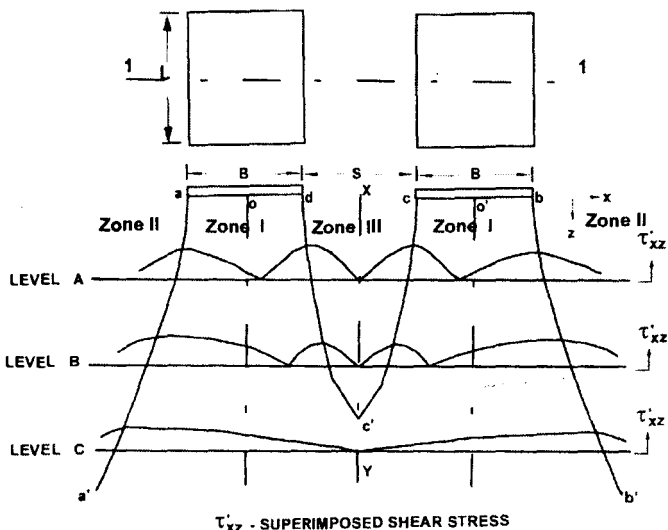 1 L 1
B S B
a d X c b x
o o' z
Zone II Zone I Zone III Zone I Zone II
τ'xz
LEVEL A
τ'xz
LEVEL B
c'
τ'xz
LEVEL C
Y
a' b'
τ'xz - SUPERIMPOSED SHEAR STRESS